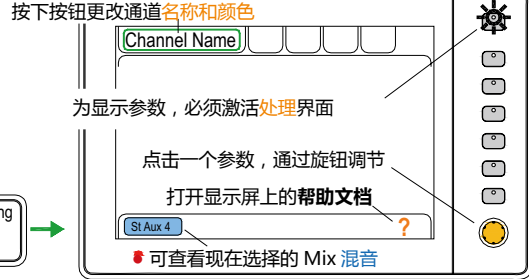 按下按钮更改通道名称和颜色
Channel Name
为显示参数，必须激活处理界面
点击一个参数，通过旋钮调节
打开显示屏上的帮助文档
ng
St Aux 4
?
可查看现在选择的 Mix 混音